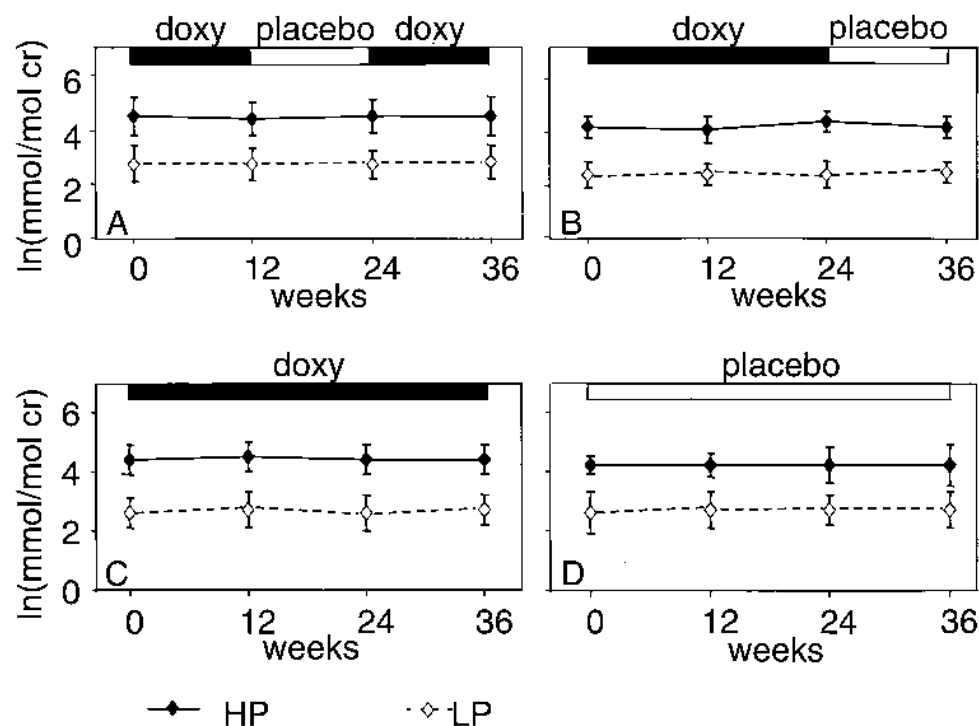 doxy placebo doxy
ln(mmol/mol cr)
6
4
2
0
A
0 12 24 36
weeks
doxy placebo
B
0 12 24 36
weeks
doxy
ln(mmol/mol cr)
6
4
2
0
C
0 12 24 36
weeks
placebo
D
0 12 24 36
weeks
HP LP